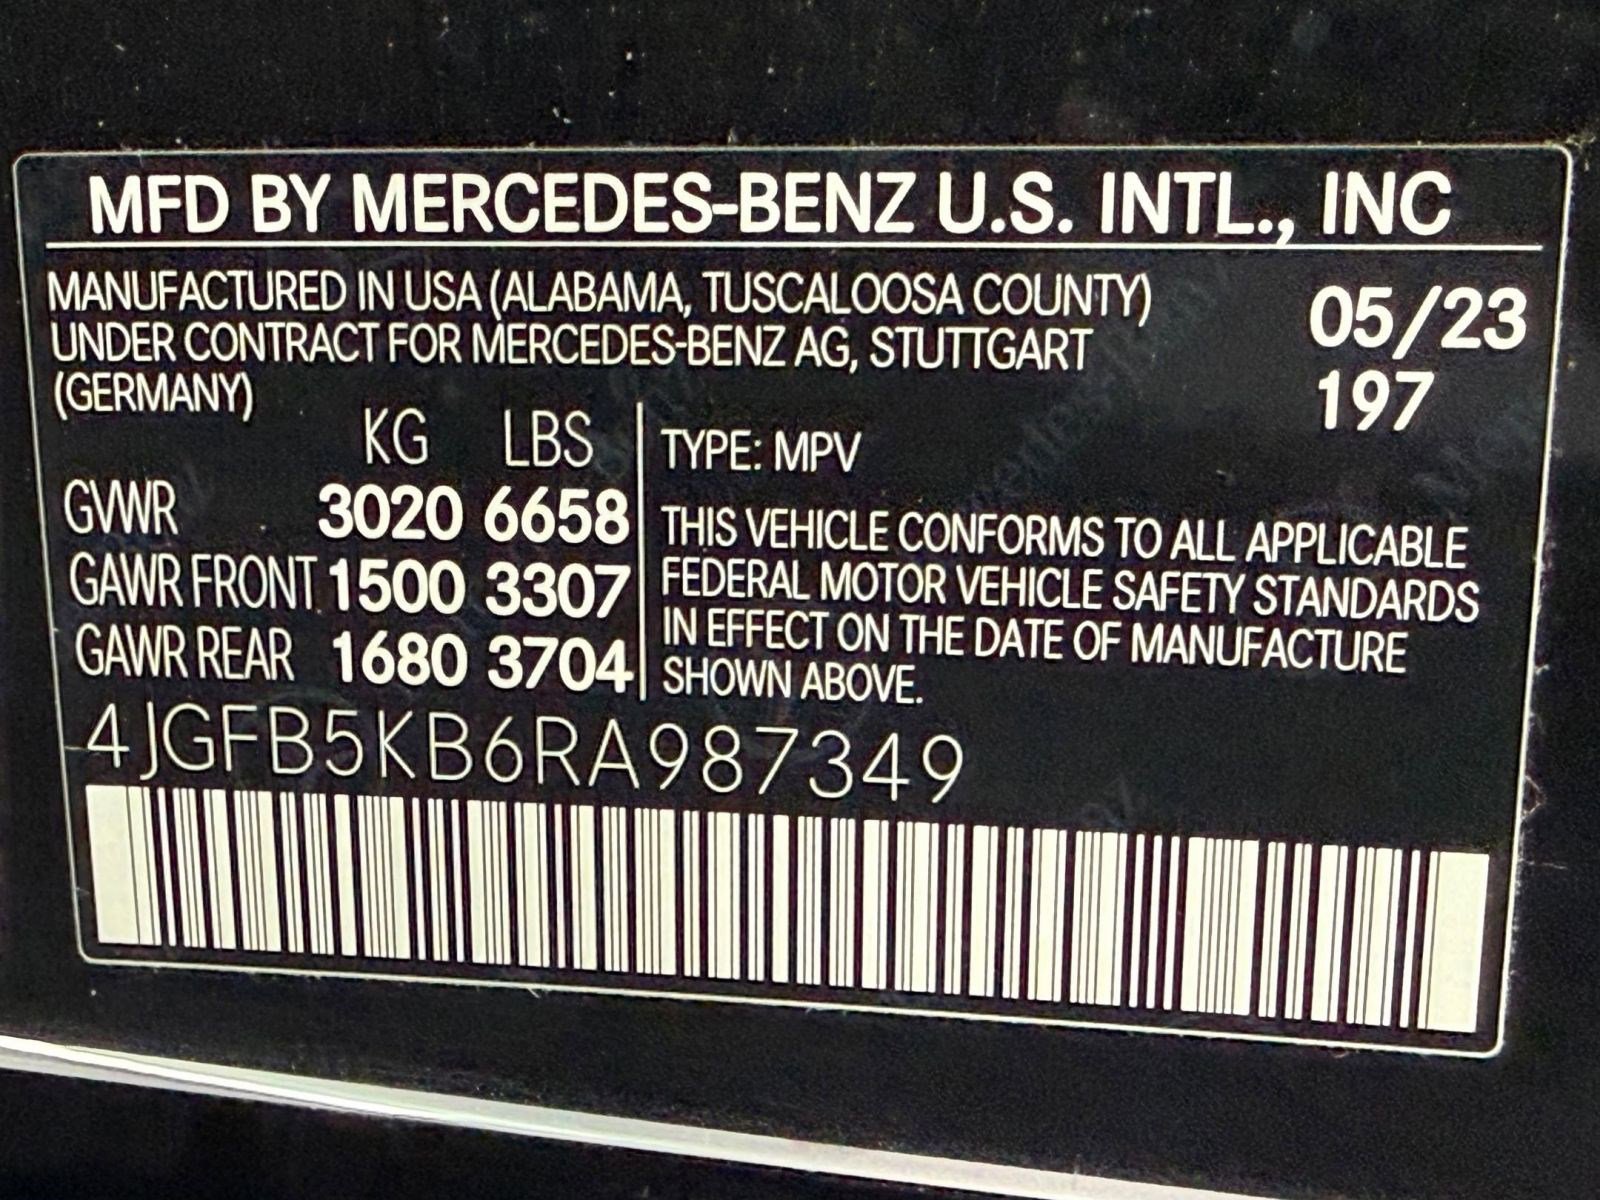 MFD BY MERCEDES-BENZ U.S. INTL., INC
MANUFACTURED IN USA (ALABAMA, TUSCALOOSA COUNTY)
UNDER CONTRACT FOR MERCEDES-BENZ AG, STUTTGART
(GERMANY)
05/23
197
KG LBS
GVWR 3020 6658
GAWR FRONT 1500 3307
GAWR REAR 1680 3704
TYPE: MPV
THIS VEHICLE CONFORMS TO ALL APPLICABLE
FEDERAL MOTOR VEHICLE SAFETY STANDARDS
IN EFFECT ON THE DATE OF MANUFACTURE
SHOWN ABOVE.
4JGFB5KB6RA987349